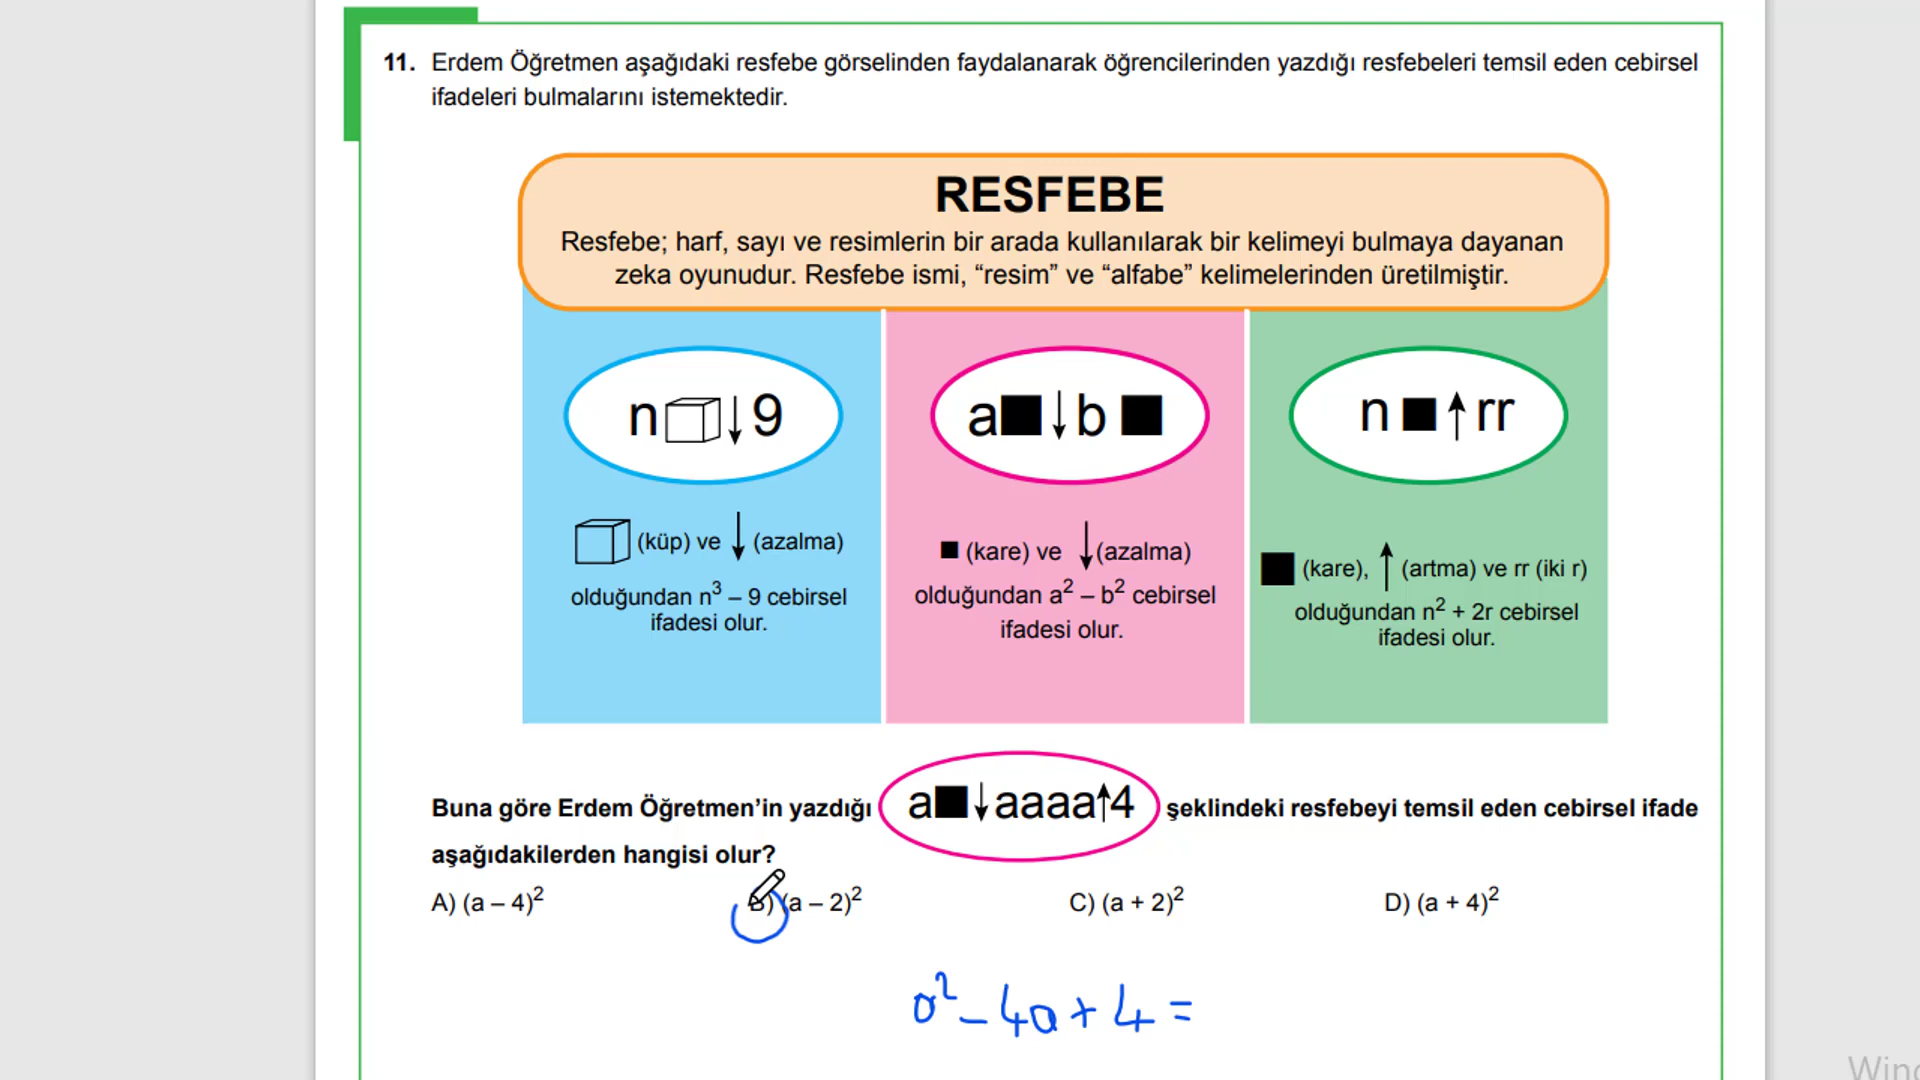 11. Erdem Öğretmen aşağıdaki resfebe görselinden faydalanarak öğrencilerinden yazdığı resfebeleri temsil eden cebirsel
ifadeleri bulmalarını istemektedir.
RESFEBE
Resfebe; harf, sayı ve resimlerin bir arada kullanılarak bir kelimeyi bulmaya dayanan
zeka oyunudur. Resfebe ismi, “resim” ve “alfabe” kelimelerinden üretilmiştir.
n ↓ 9
(küp) ve ↓ (azalma)
olduğundan n³ – 9 cebirsel
ifadesi olur.
a■↓b ■
■ (kare) ve ↓(azalma)
olduğundan a² – b² cebirsel
ifadesi olur.
n ■↑ rr
■ (kare), ↑ (artma) ve rr (iki r)
olduğundan n² + 2r cebirsel
ifadesi olur.
Buna göre Erdem Öğretmen’in yazdığı a■↓aaaa↑4 şeklindeki resfebeyi temsil eden cebirsel ifade
aşağıdakilerden hangisi olur?
A) (a – 4)² B) (a – 2)² C) (a + 2)² D) (a + 4)²
a² – 4a + 4 =